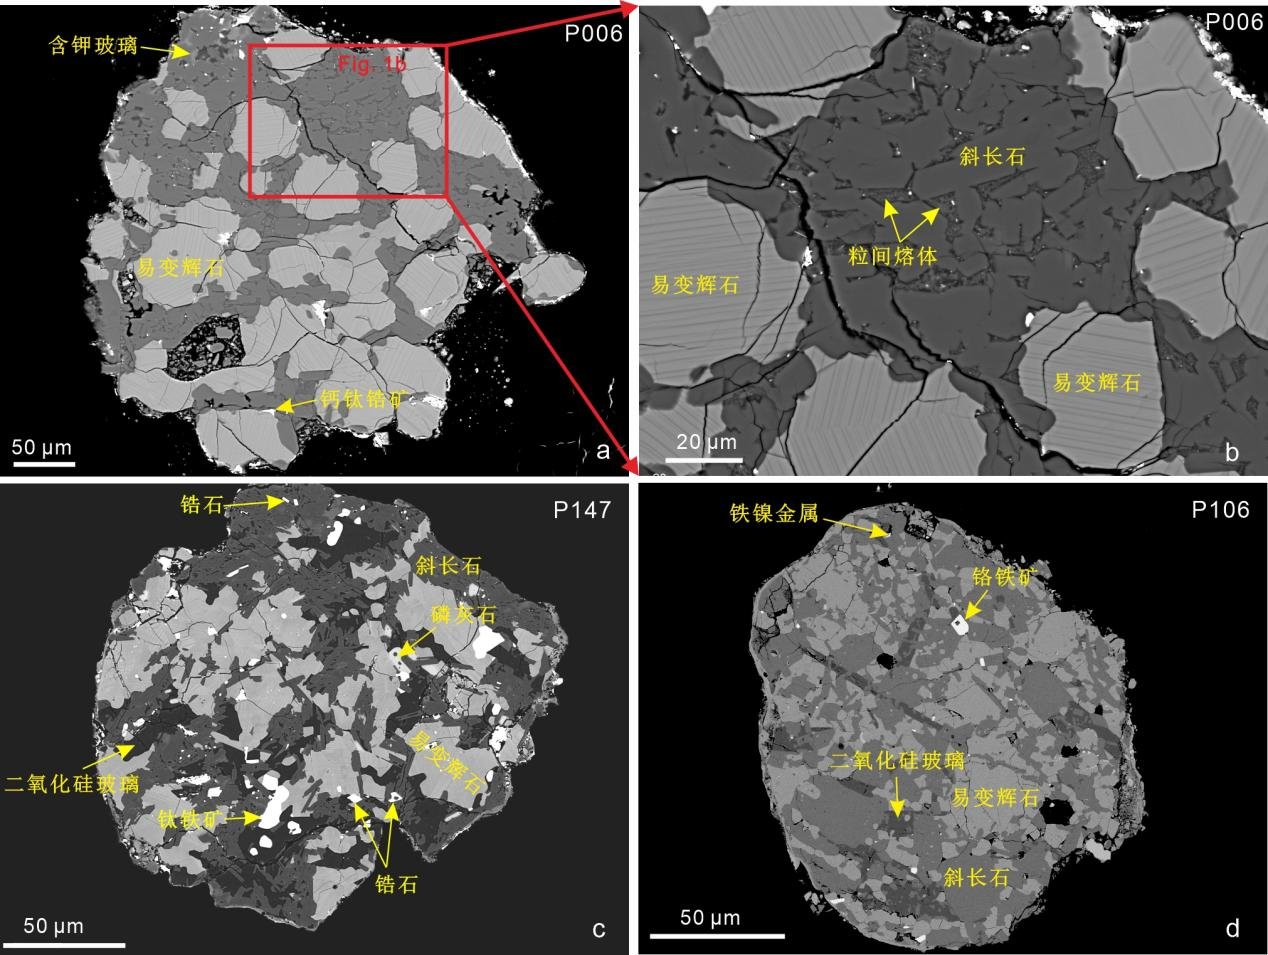 含钾玻璃
P006
Fig. 1b
易变辉石
钙钛锆矿
50 μm
a
P006
斜长石
粒间熔体
易变辉石
易变辉石
20 μm
b
锆石
P147
斜长石
磷灰石
易变辉石
二氧化硅玻璃
钛铁矿
锆石
50 μm
c
铁镍金属
P106
铬铁矿
二氧化硅玻璃
易变辉石
斜长石
50 μm
d